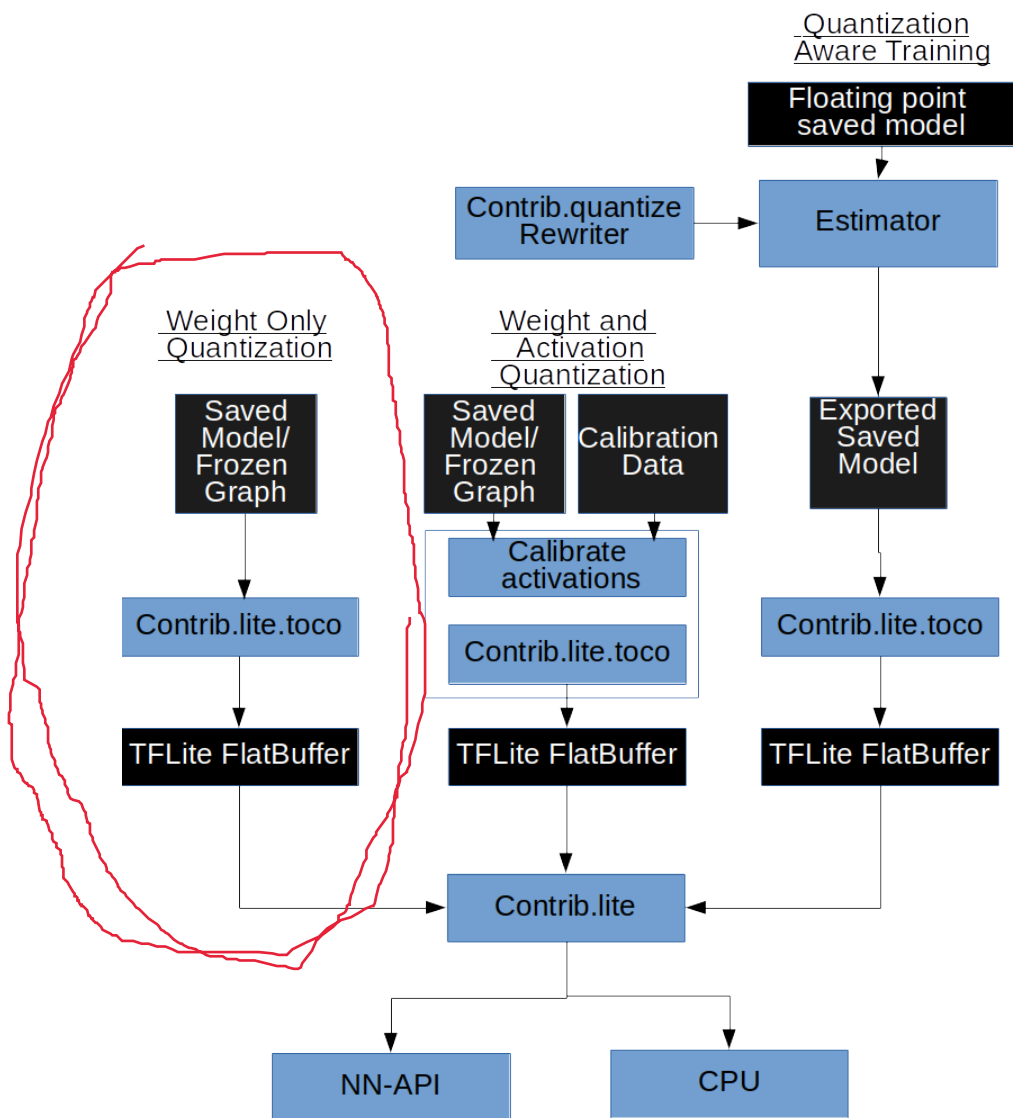 Quantization
Aware Training
Floating point
saved model
Contrib.quantize
Rewriter
Estimator
Weight Only
Quantization
Weight and
Activation
Quantization
Saved
Model/
Frozen
Graph
Saved
Model/
Frozen
Graph
Calibration
Data
Exported
Saved
Model
Calibrate
activations
Contrib.lite.toco
Contrib.lite.toco
Contrib.lite.toco
TFLite FlatBuffer
TFLite FlatBuffer
TFLite FlatBuffer
Contrib.lite
NN-API
CPU